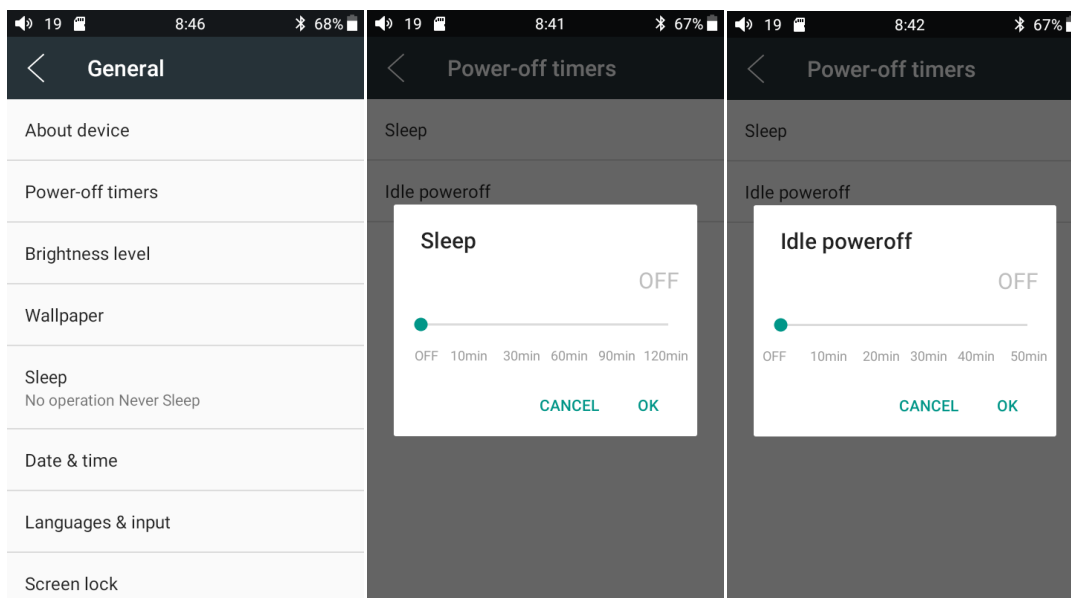 19 8:46 68%
General
About device
Power-off timers
Brightness level
Wallpaper
Sleep
No operation Never Sleep
Date & time
Languages & input
Screen lock
19 8:41 67%
Power-off timers
Sleep
Idle poweroff
Sleep
OFF
OFF 10min 30min 60min 90min 120min
CANCEL OK
19 8:42 67%
Power-off timers
Sleep
Idle poweroff
Idle poweroff
OFF
OFF 10min 20min 30min 40min 50min
CANCEL OK